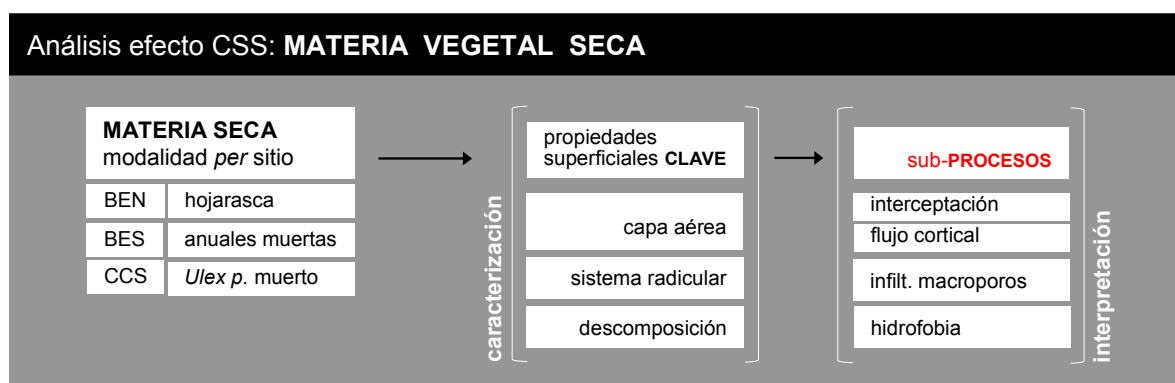 Análisis efecto CSS: MATERIA VEGETAL SECA
MATERIA SECA
modalidad per sitio
BEN hojarasca
BES anuales muertas
CCS Ulex p. muerto
caracterización
propiedades
superficiales CLAVE
capa aérea
sistema radicular
descomposición
sub-PROCESOS
interceptación
flujo cortical
infilt. macroporos
hidrofobia
interpretación